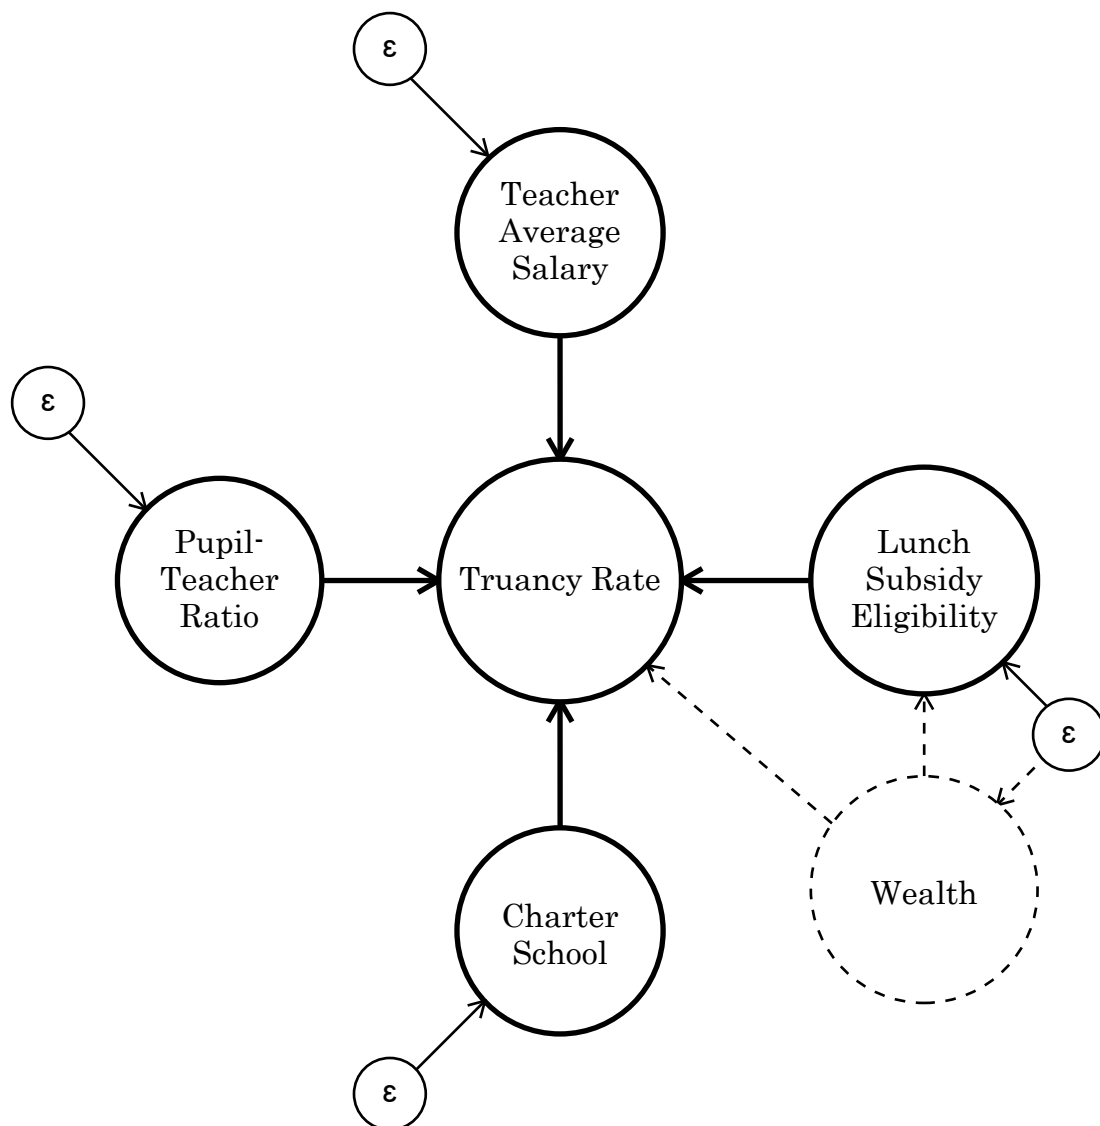 ε
Teacher
Average
Salary
ε
Pupil-
Teacher
Ratio
Truancy Rate
Lunch
Subsidy
Eligibility
ε
Wealth
Charter
School
ε